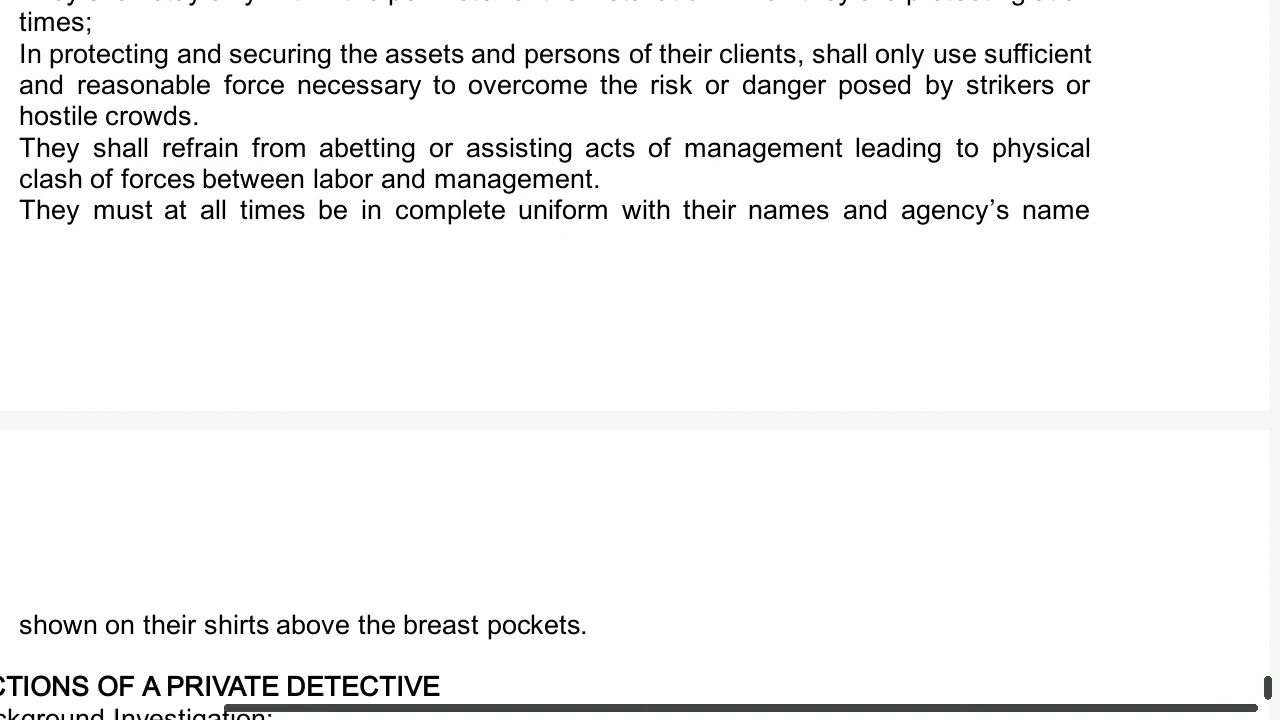 times;
In protecting and securing the assets and persons of their clients, shall only use sufficient
and reasonable force necessary to overcome the risk or danger posed by strikers or
hostile crowds.
They shall refrain from abetting or assisting acts of management leading to physical
clash of forces between labor and management.
They must at all times be in complete uniform with their names and agency’s name
shown on their shirts above the breast pockets.
CTIONS OF A PRIVATE DETECTIVE
ckground Investigation: